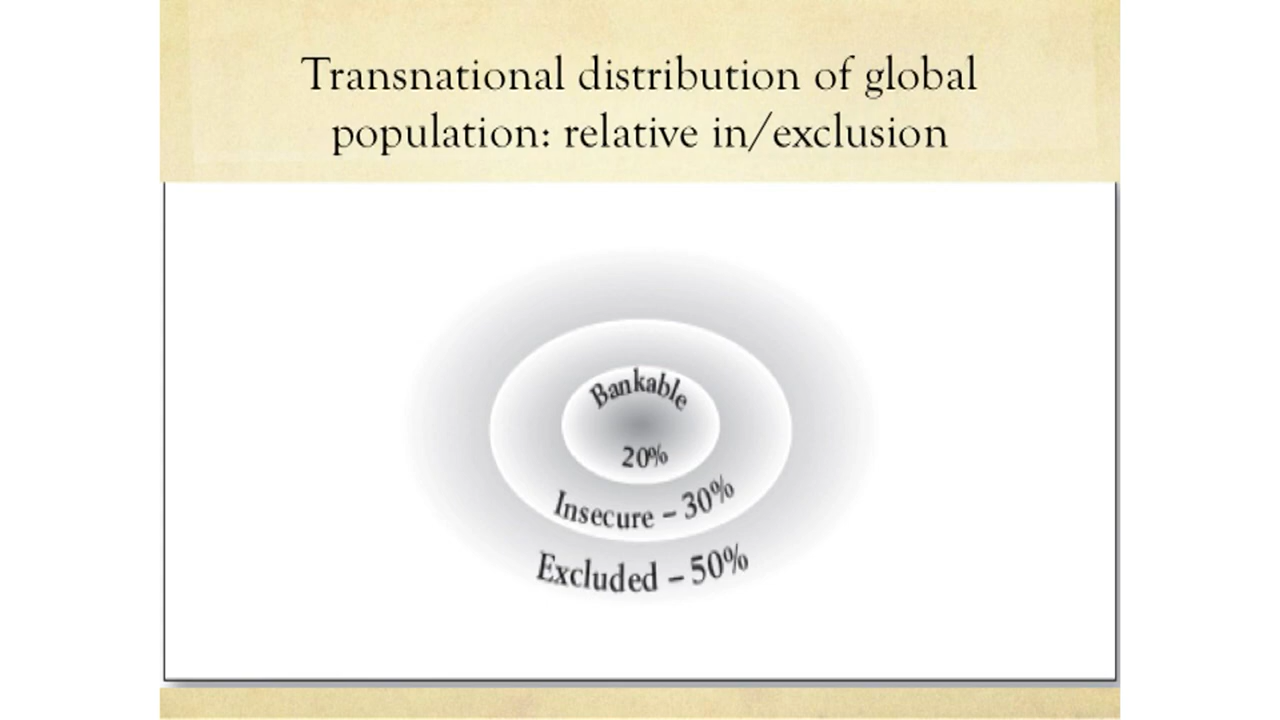 Transnational distribution of global
population: relative in/exclusion
Bankable
20%
Insecure – 30%
Excluded – 50%